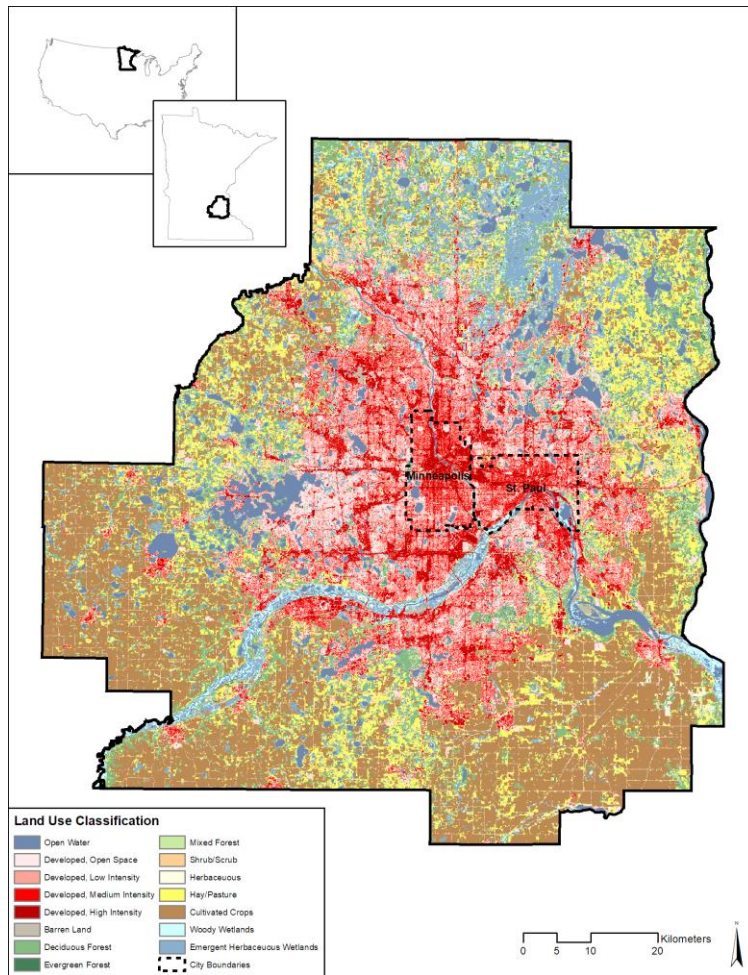 Minneapolis
St. Paul
Land Use Classification
Open Water
Developed, Open Space
Developed, Low Intensity
Developed, Medium Intensity
Developed, High Intensity
Barren Land
Deciduous Forest
Evergreen Forest
Mixed Forest
Shrub/Scrub
Herbaceuous
Hay/Pasture
Cultivated Crops
Woody Wetlands
Emergent Herbaceuous Wetlands
City Boundaries
Kilometers
0 5 10 20